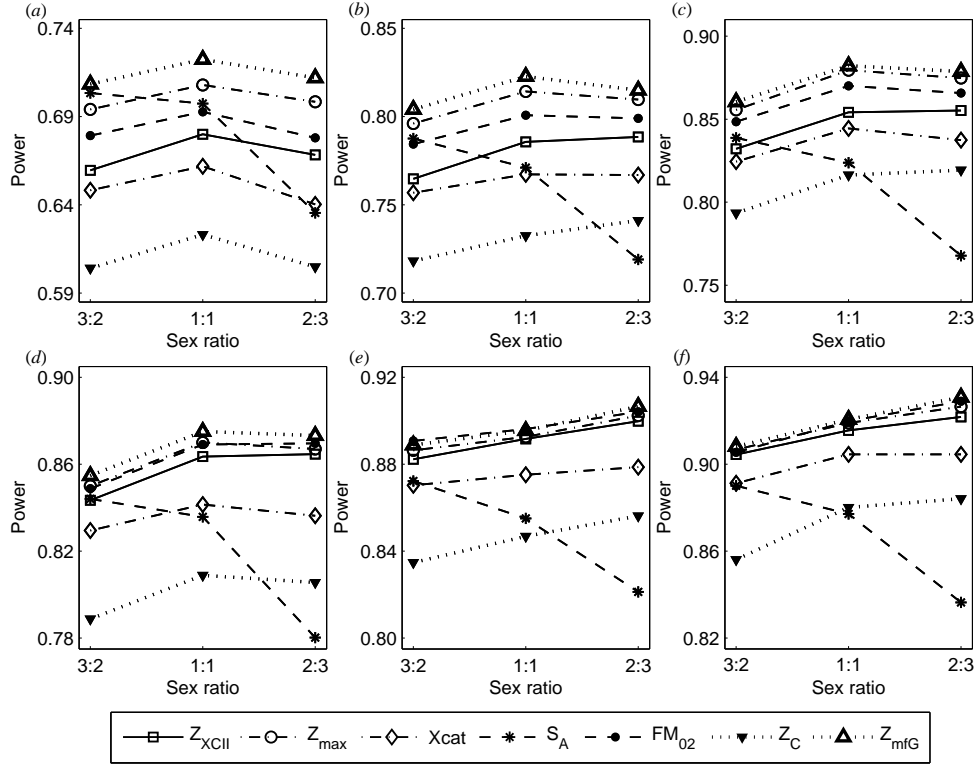 (a) (b) (c)
0.74 0.85 0.90
0.69 0.80 0.85
0.64 0.75 0.80
0.59 0.70 0.75
Power Power Power
3:2 1:1 2:3 3:2 1:1 2:3 3:2 1:1 2:3
Sex ratio Sex ratio Sex ratio
(d) (e) (f)
0.90 0.92 0.94
0.86 0.88 0.90
0.82 0.84 0.86
0.78 0.80 0.82
Power Power Power
3:2 1:1 2:3 3:2 1:1 2:3 3:2 1:1 2:3
Sex ratio Sex ratio Sex ratio
Z_XCII Z_max Xcat S_A FM_02 Z_C Z_mfG